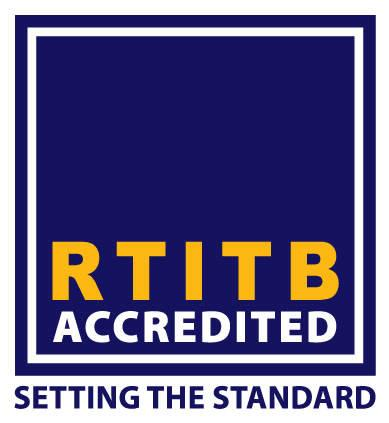 RTITB
ACCREDITED
SETTING THE STANDARD